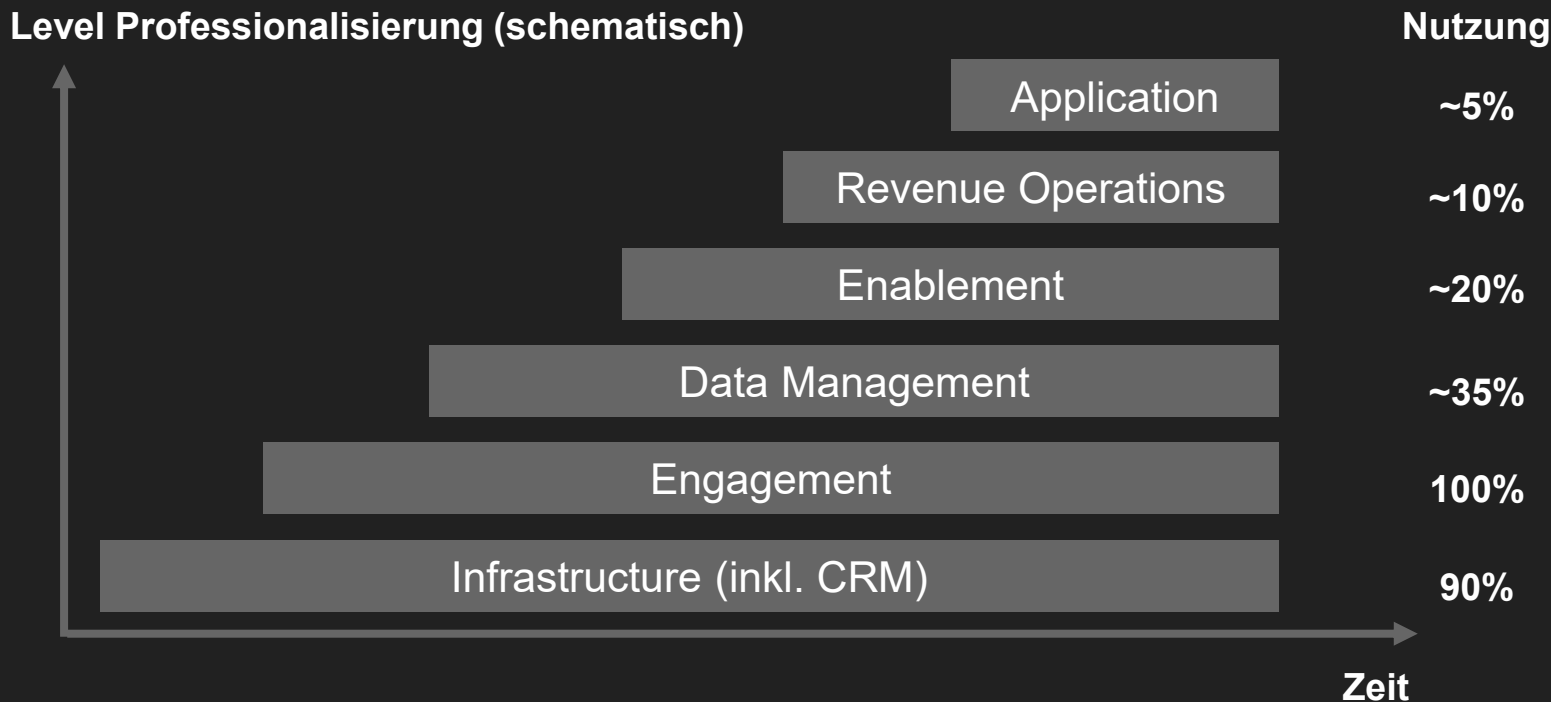 Level Professionalisierung (schematisch)
Nutzung
Application
~5%
Revenue Operations
~10%
Enablement
~20%
Data Management
~35%
Engagement
100%
Infrastructure (inkl. CRM)
90%
Zeit